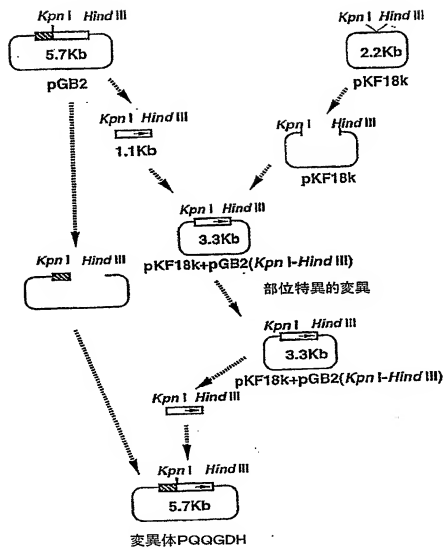 Kpn I Hind III
5.7Kb
pGB2
Kpn I Hind III
2.2Kb
pKF18k
Kpn I Hind III
1.1Kb
Kpn I Hind III
pKF18k
Kpn I Hind III
3.3Kb
pKF18k+pGB2(Kpn I-Hind III)
部位特異的変異
Kpn I Hind III
Kpn I Hind III
3.3Kb
pKF18k+pGB2(Kpn I-Hind III)
Kpn I Hind III
Kpn I Hind III
5.7Kb
変異体PQQGDH